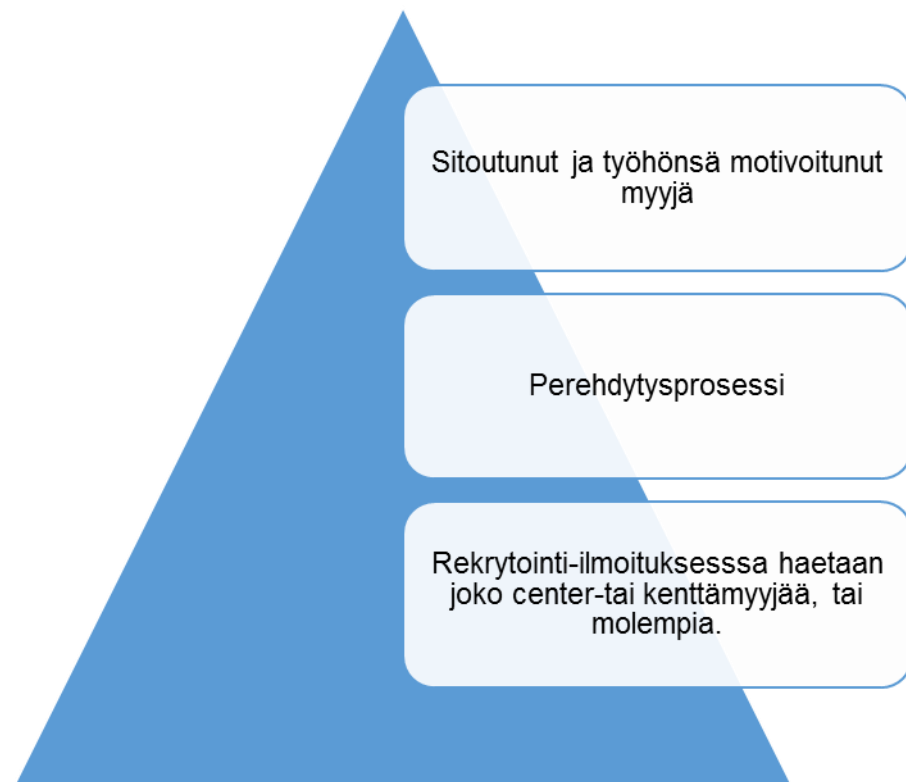 Sitoutunut ja työhönsä motivoitunut
myyjä
Perehdytysprosessi
Rekrytointi-ilmoituksesssa haetaan
joko center-tai kenttämyyjää, tai
molempia.